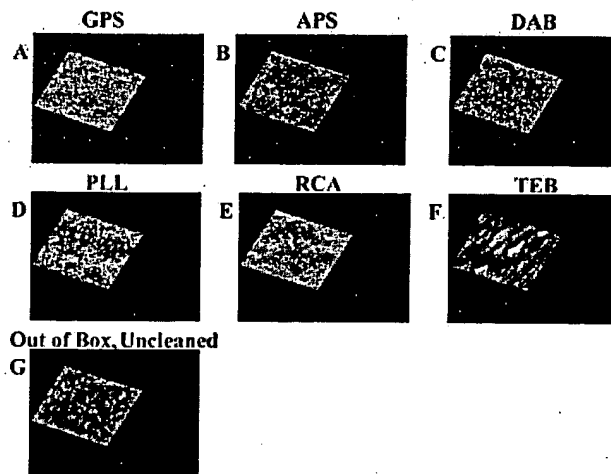 GPS APS DAB
A B C
PLL RCA TEB
D E F
Out of Box, Uncleaned
G